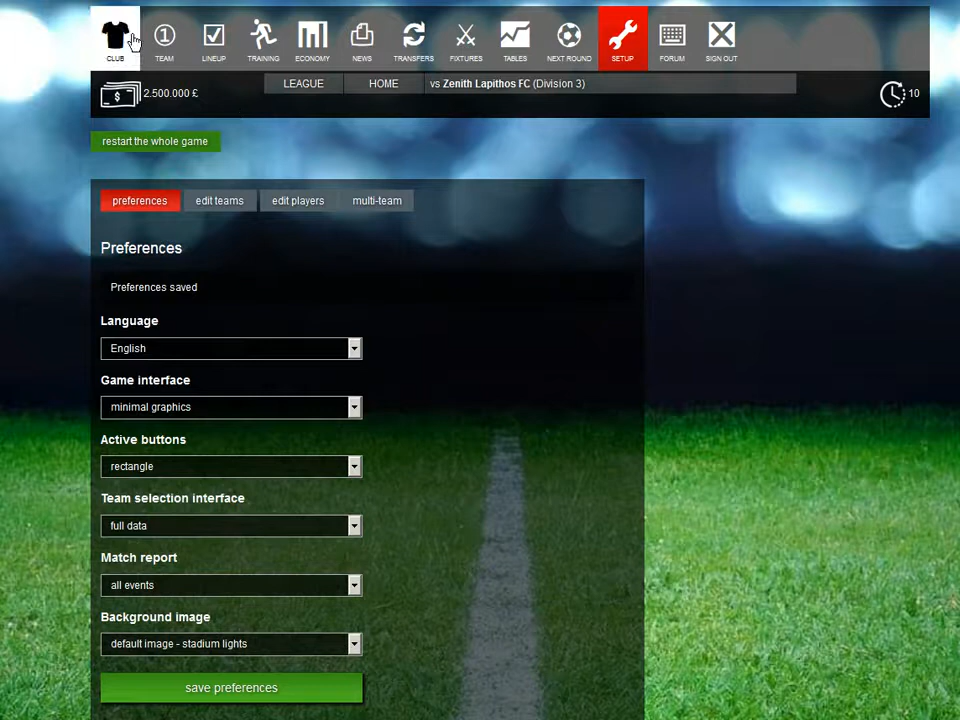 CLUB TEAM LINEUP TRAINING ECONOMY NEWS TRANSFERS FIXTURES TABLES NEXT ROUND SETUP FORUM SIGN OUT
2.500.000 £ LEAGUE HOME vs Zenith Lapithos FC (Division 3) 10
restart the whole game
preferences edit teams edit players multi-team
Preferences
Preferences saved
Language
English
Game interface
minimal graphics
Active buttons
rectangle
Team selection interface
full data
Match report
all events
Background image
default image - stadium lights
save preferences